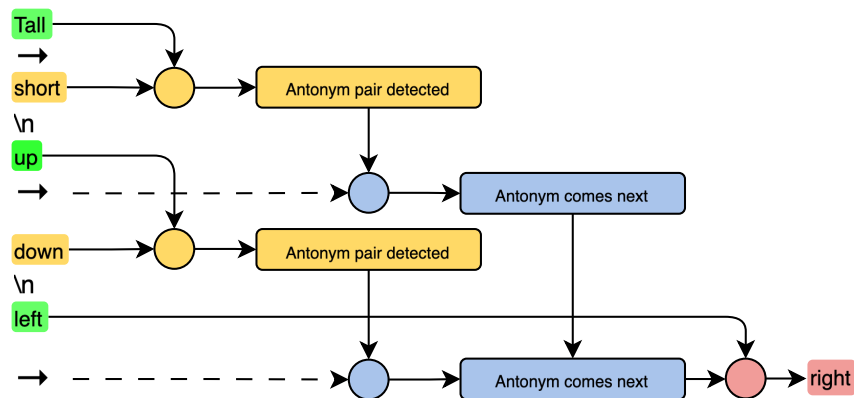 Tall
→
short
Antonym pair detected
\n
up
→
Antonym comes next
down
Antonym pair detected
\n
left
→
Antonym comes next
right